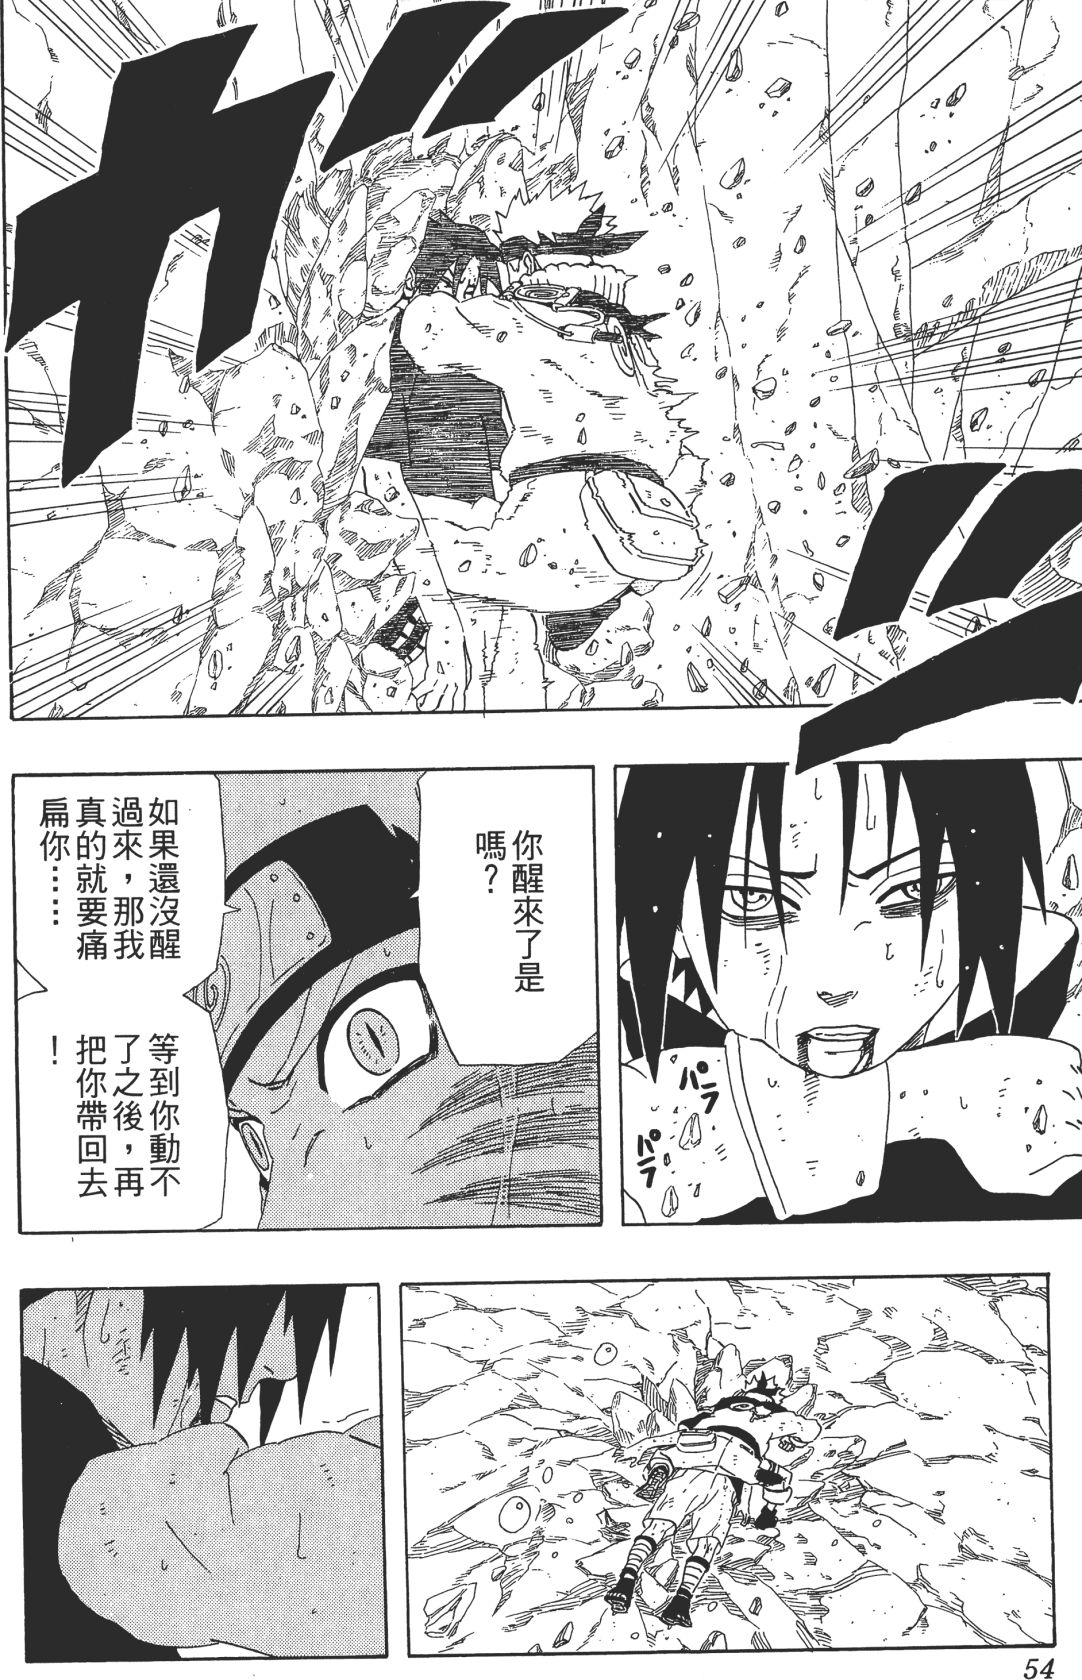 ガガッ
你醒來了是
嗎？
如果還沒醒
過來，那我
真的就要痛
扁你……
等到你動不
了之後，再
把你帶回去
！
パラ
パラ
54